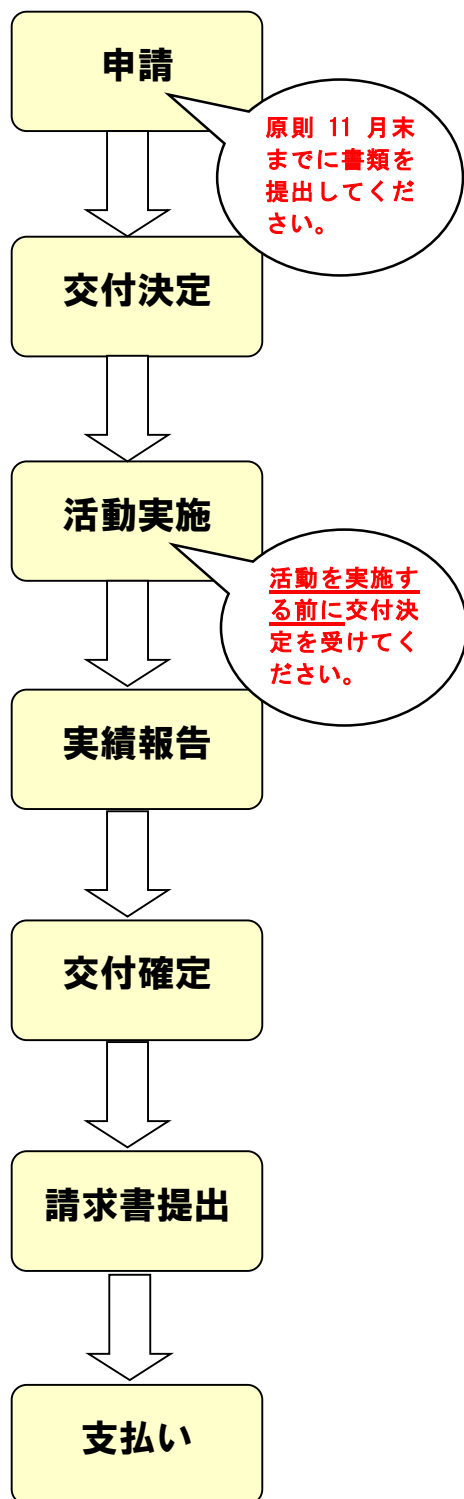 申請
原則 11 月末
までに書類を
提出してくだ
さい。
交付決定
活動実施
活動を実施す
る前に交付決
定を受けてく
ださい。
実績報告
交付確定
請求書提出
支払い